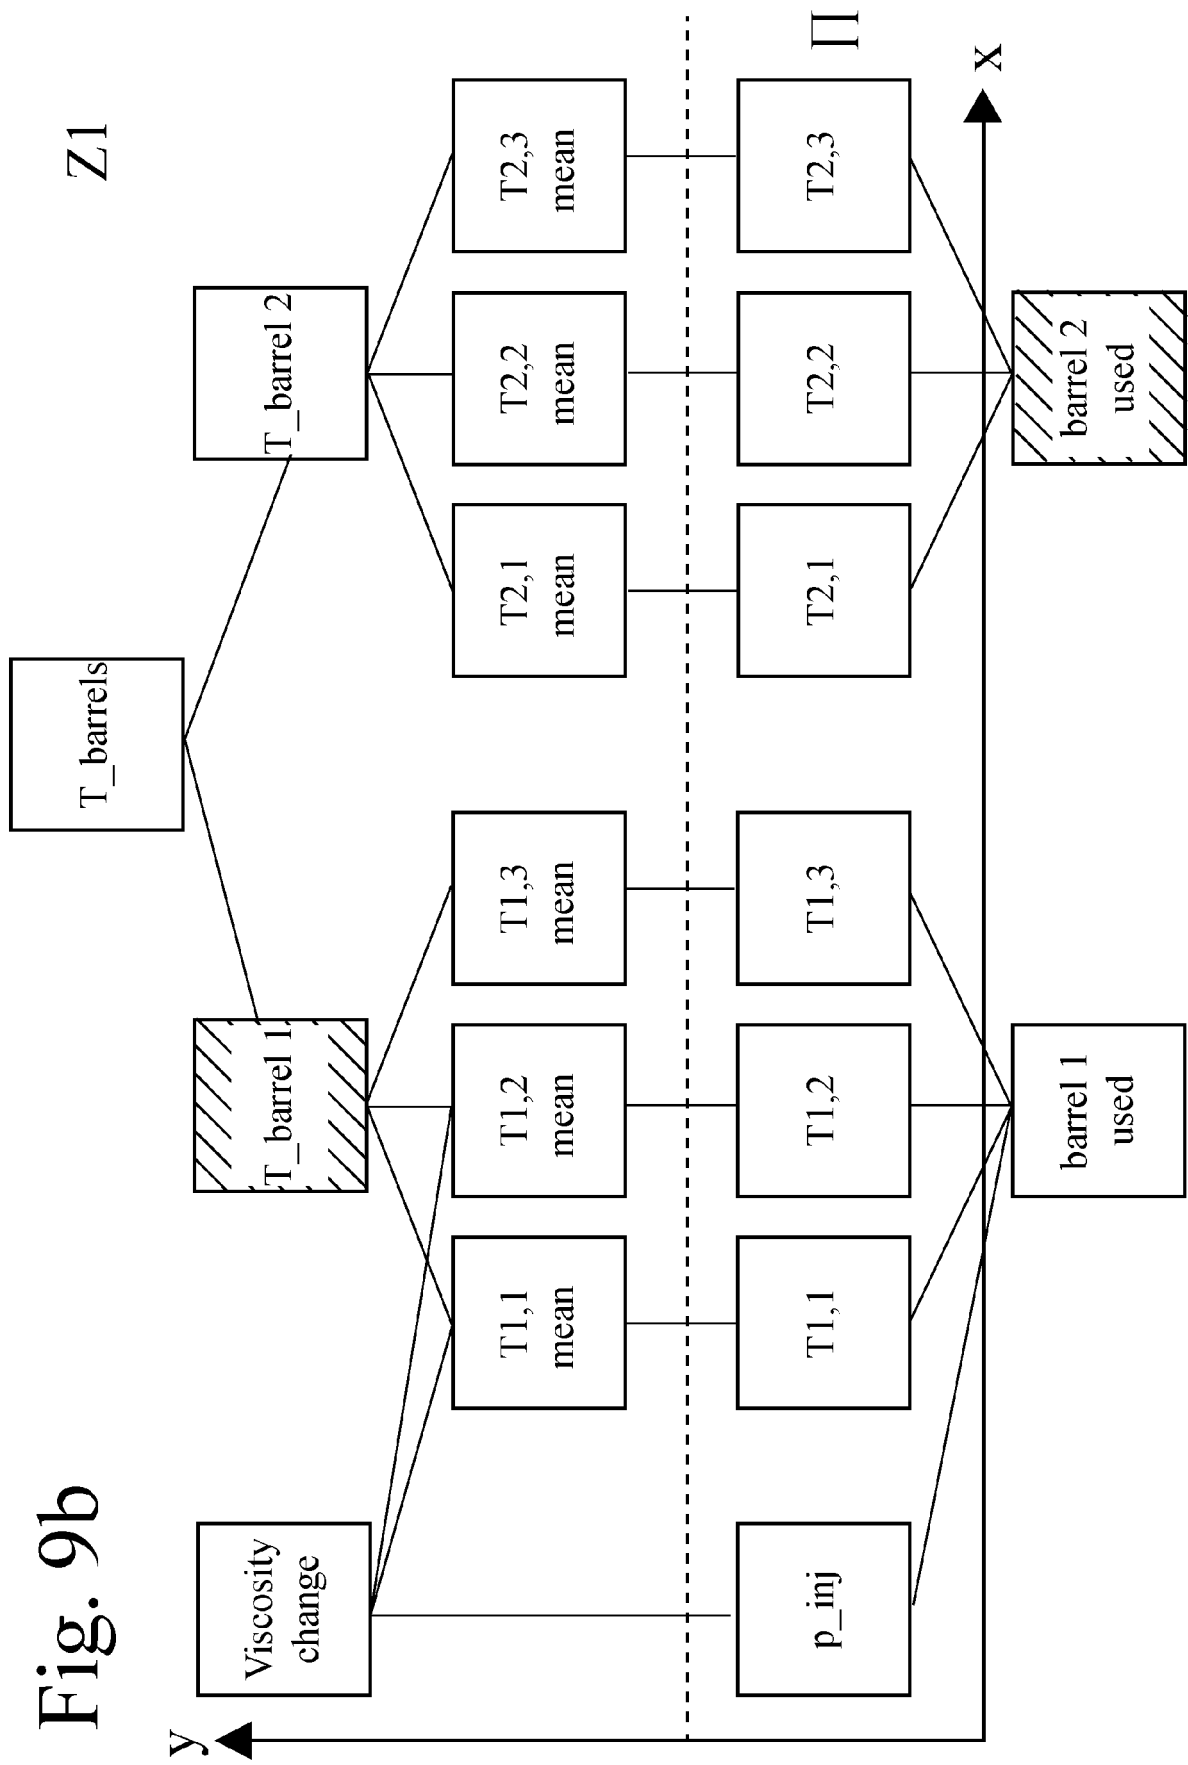 Fig. 9b
Z1
y
T_barrels
Viscosity
change
T_barrel 1
T_barrel 2
T1,1
mean
T1,2
mean
T1,3
mean
T2,1
mean
T2,2
mean
T2,3
mean
p_inj
T1,1
T1,2
T1,3
T2,1
T2,2
T2,3
Π
x
barrel 1
used
barrel 2
used